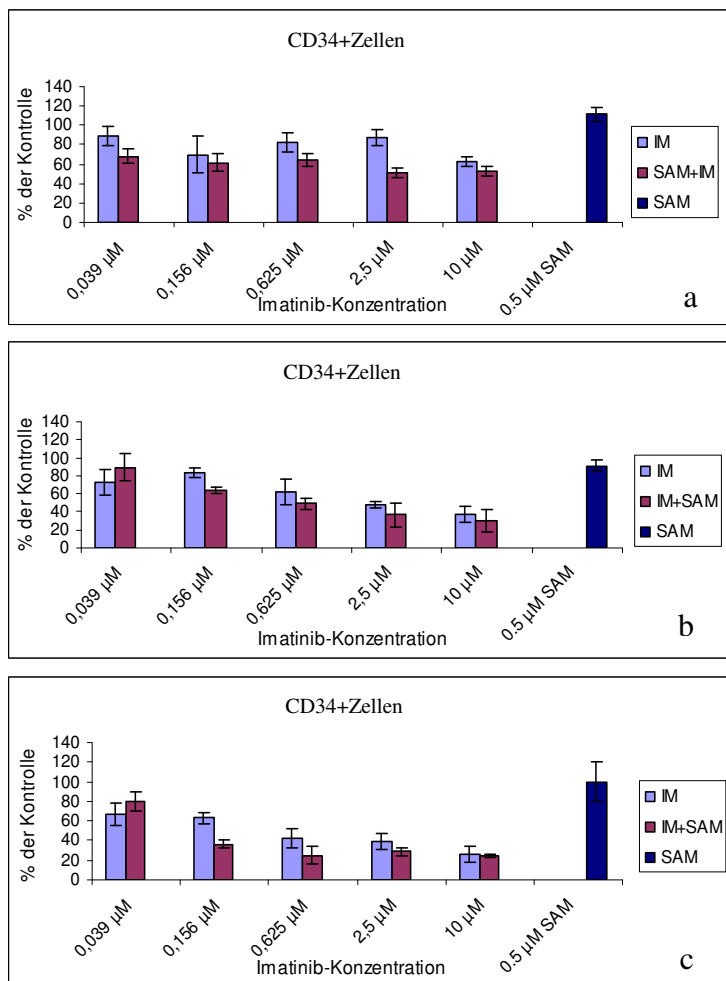 CD34+Zellen
% der Kontrolle
140
120
100
80
60
40
20
0
0,039 µM
0,156 µM
0,625 µM
2,5 µM
10 µM
0.5 µM SAM
Imatinib-Konzentration
IM
SAM+IM
SAM
a
CD34+Zellen
% der Kontrolle
140
120
100
80
60
40
20
0
0,039 µM
0,156 µM
0,625 µM
2,5 µM
10 µM
0.5 µM SAM
Imatinib-Konzentration
IM
IM+SAM
SAM
b
CD34+Zellen
% der Kontrolle
140
120
100
80
60
40
20
0
0,039 µM
0,156 µM
0,625 µM
2,5 µM
10 µM
0.5 µM SAM
Imatinib-Konzentration
IM
IM+SAM
SAM
c